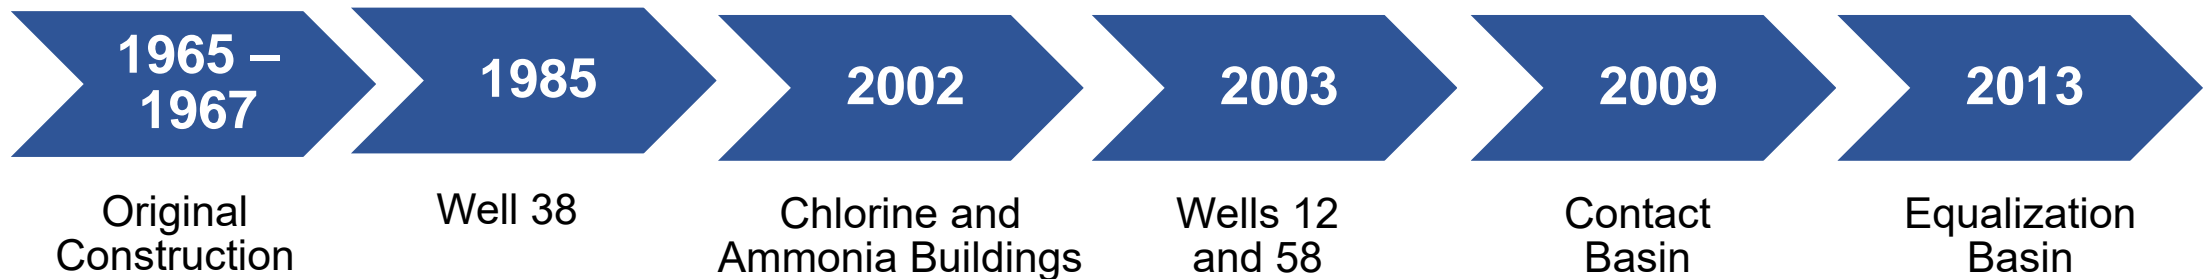 1965 –
1967
1985
2002
2003
2009
2013
Original
Construction
Well 38
Chlorine and
Ammonia Buildings
Wells 12
and 58
Contact
Basin
Equalization
Basin